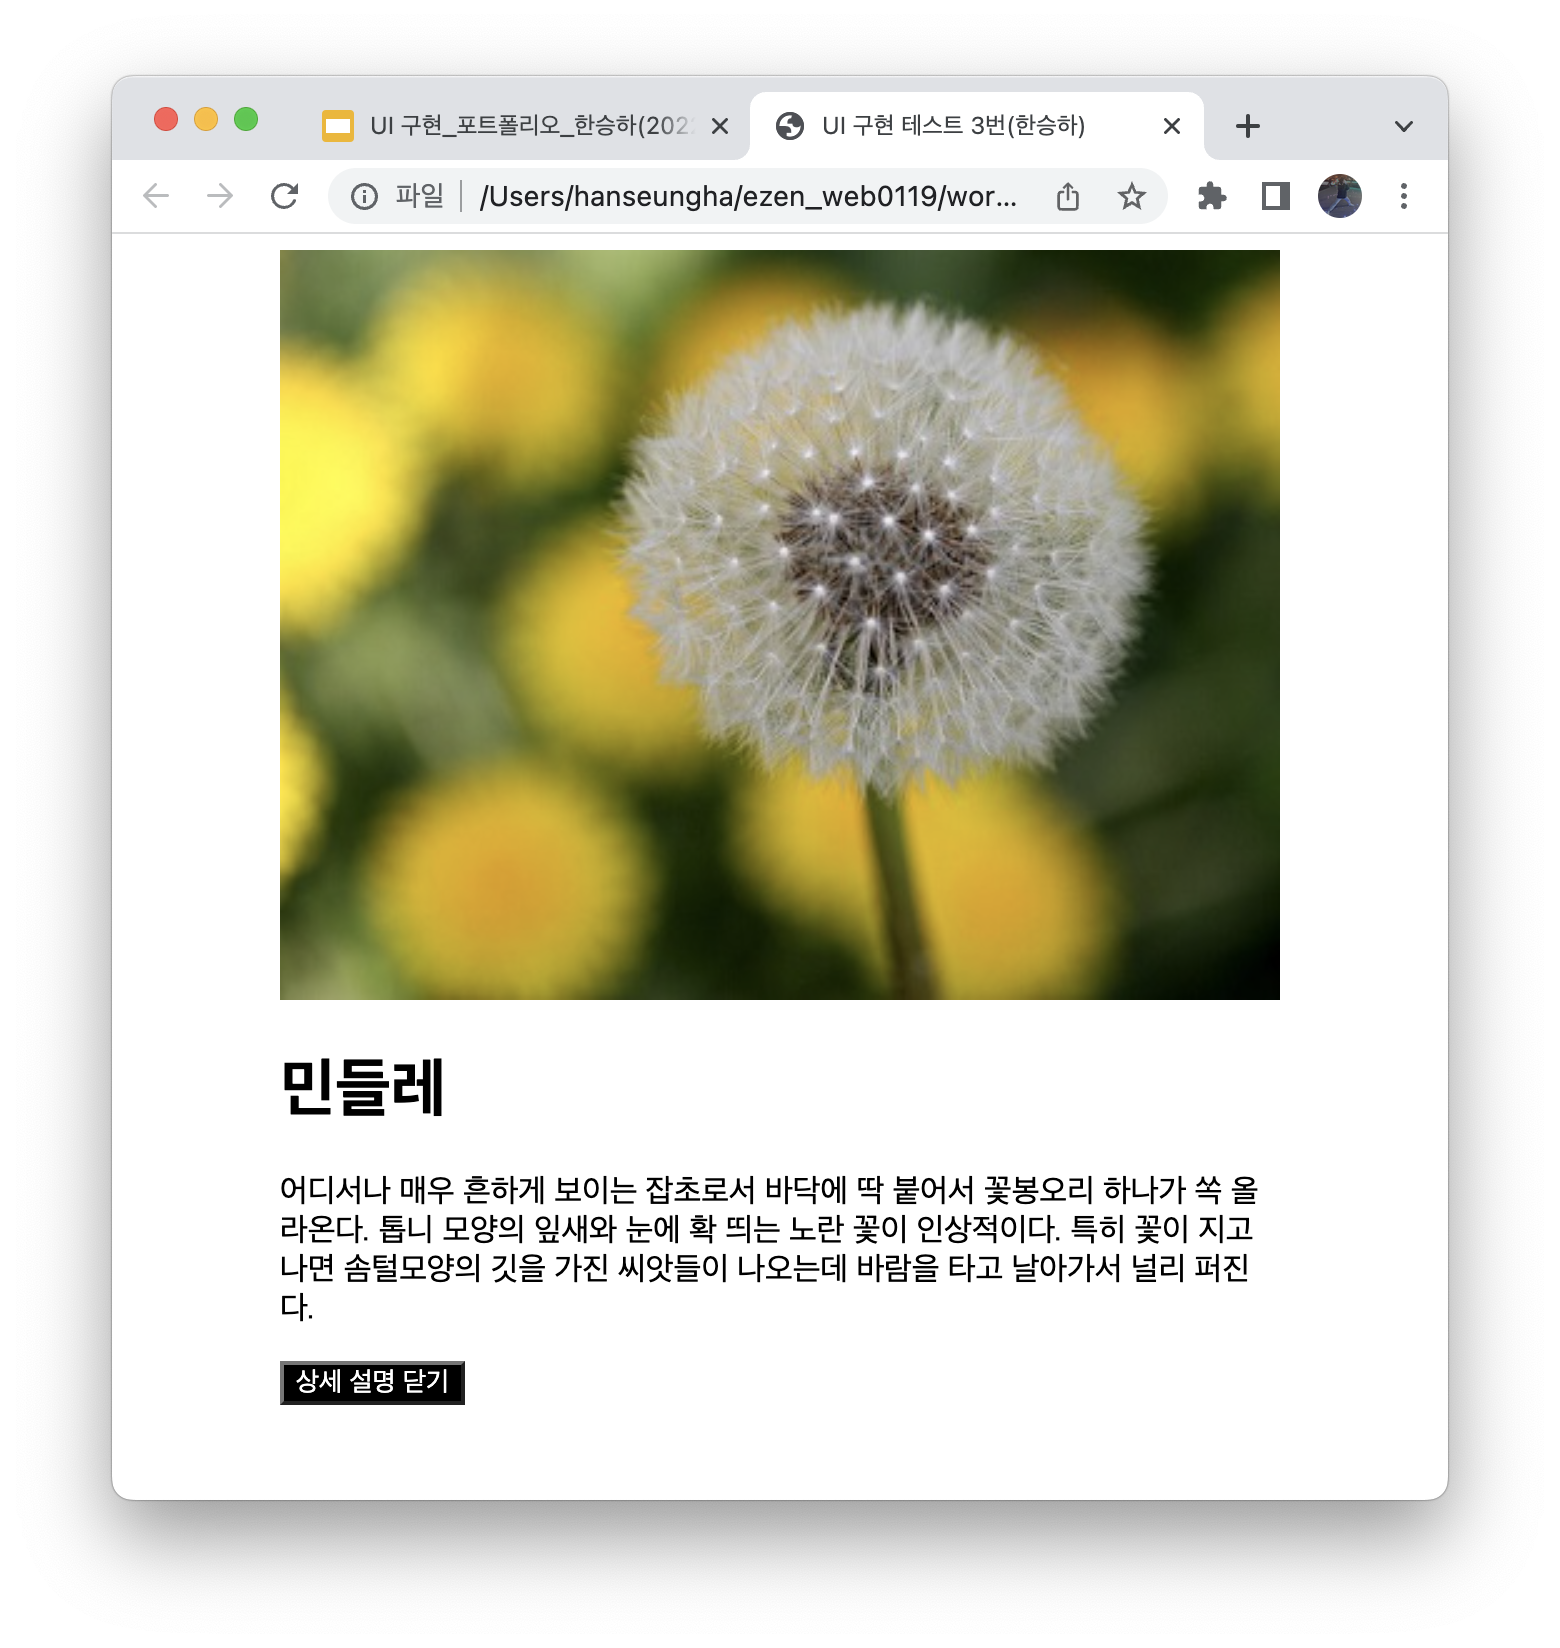 UI 구현_포트폴리오_한승하(202
UI 구현 테스트 3번(한승하)
파일 /Users/hanseungha/ezen_web0119/wor...
민들레
어디서나 매우 흔하게 보이는 잡초로서 바닥에 딱 붙어서 꽃봉오리 하나가 쏙 올
라온다. 톱니 모양의 잎새와 눈에 확 띄는 노란 꽃이 인상적이다. 특히 꽃이 지고
나면 솜털모양의 깃을 가진 씨앗들이 나오는데 바람을 타고 날아가서 널리 퍼진
다.
상세 설명 닫기